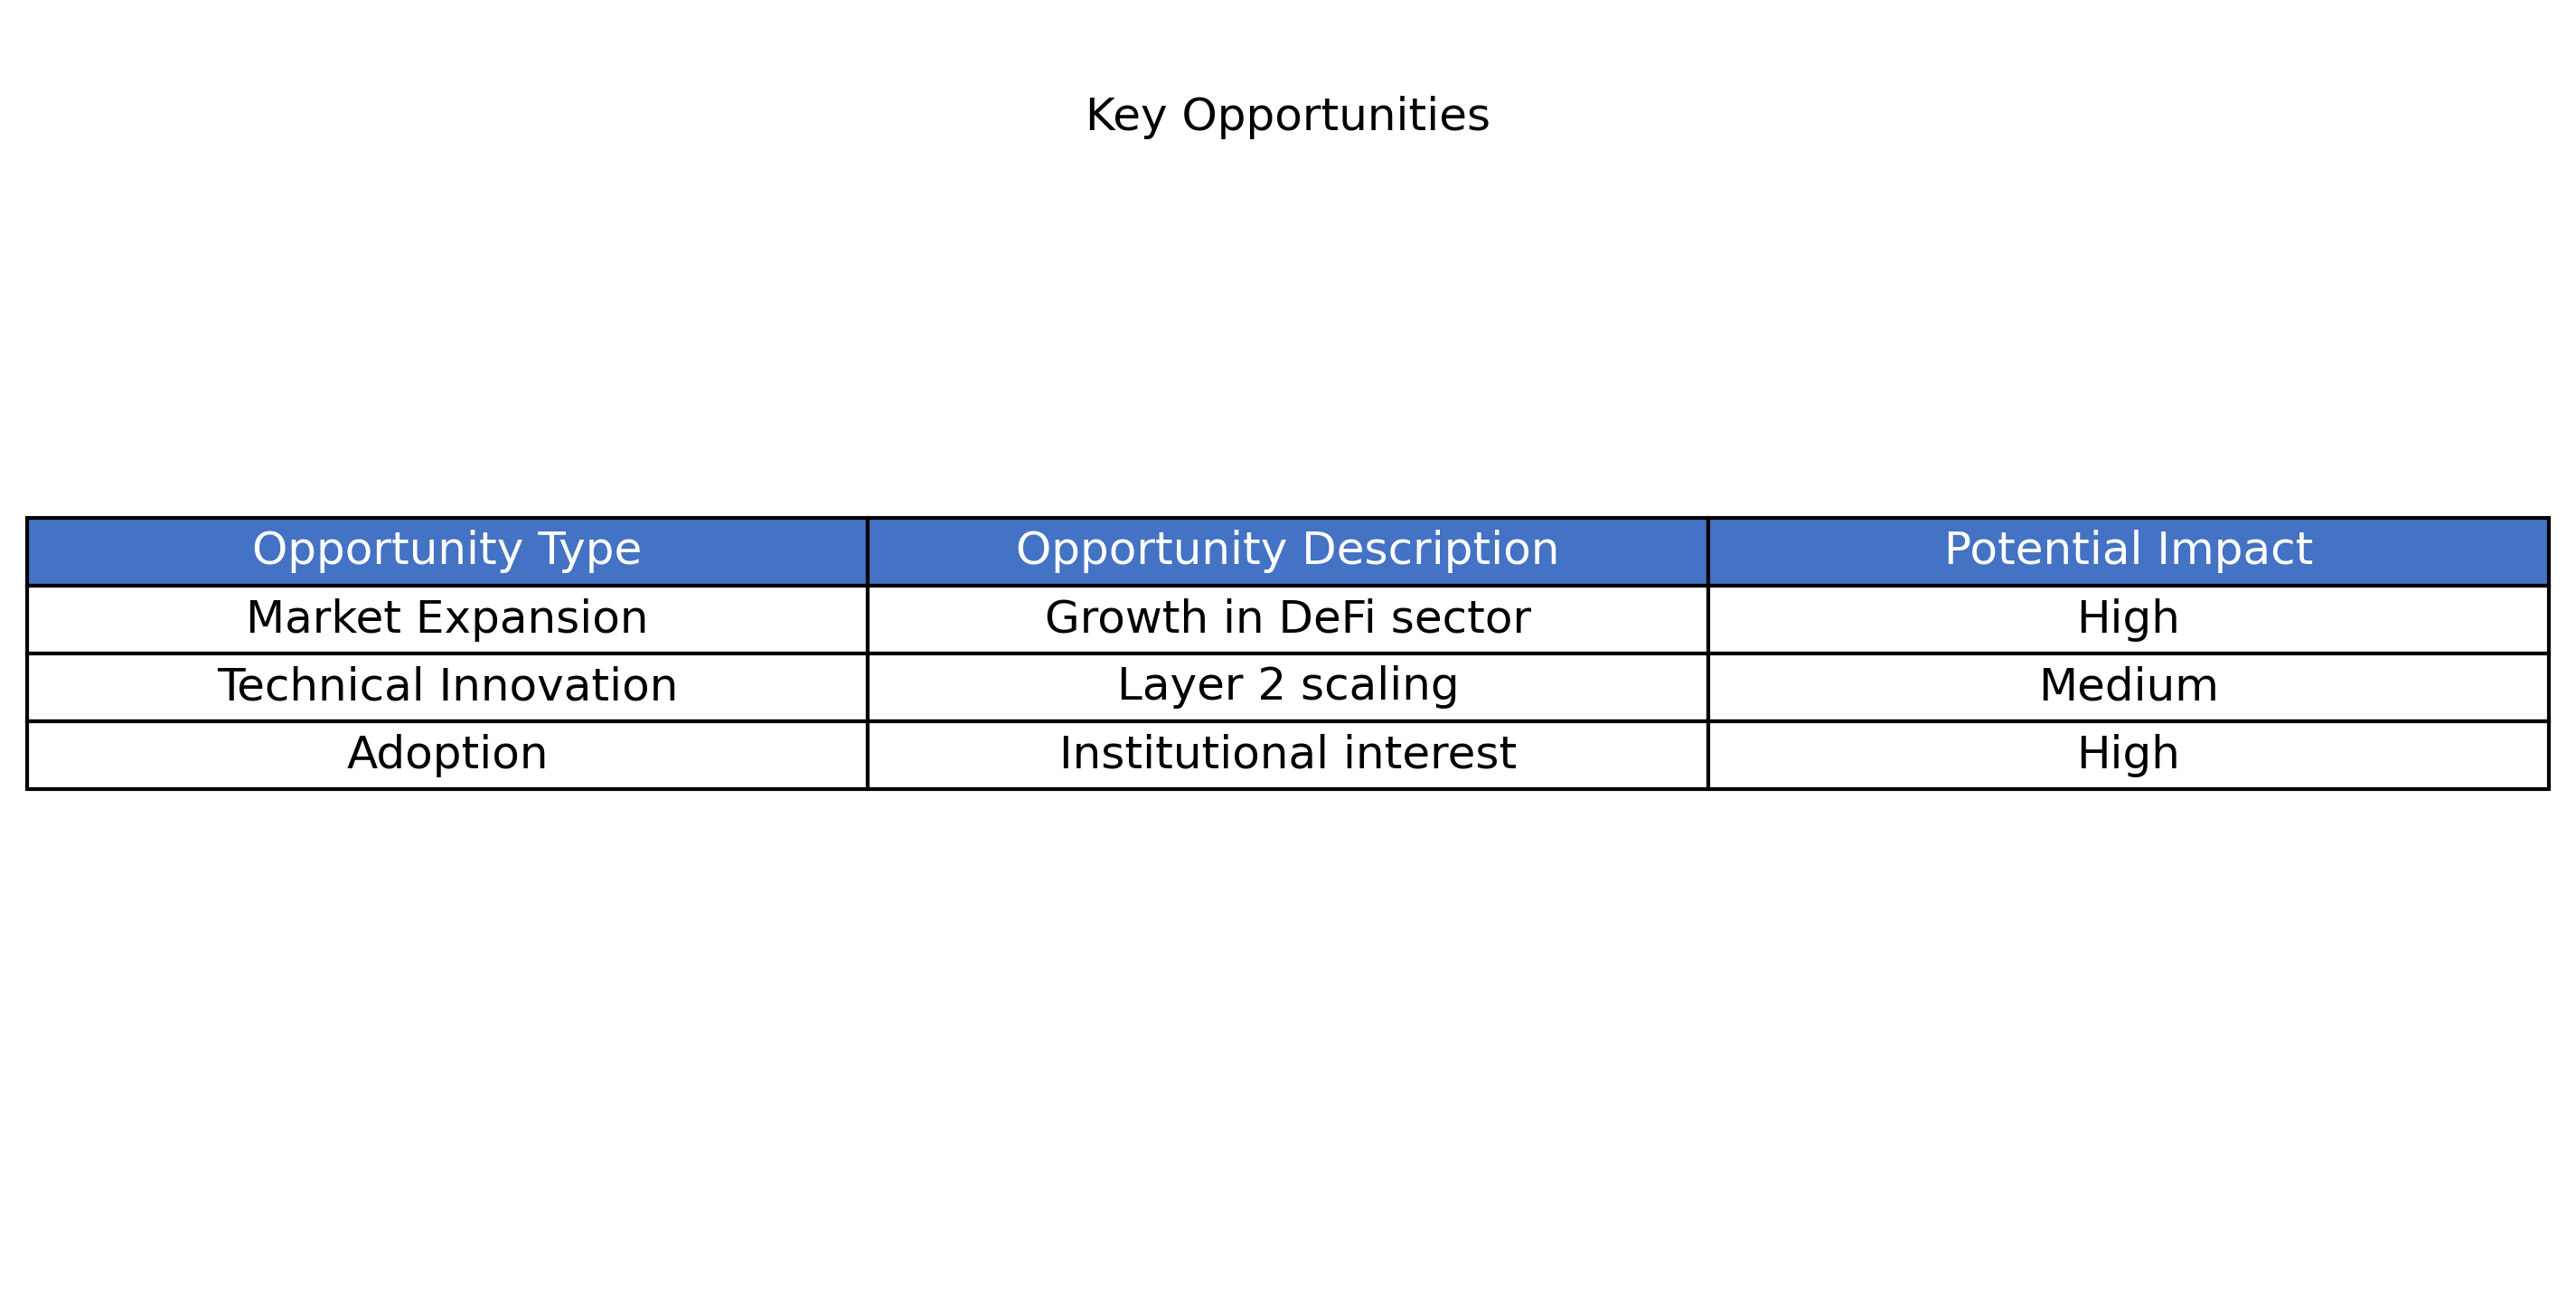 Key Opportunities
Opportunity Type Opportunity Description Potential Impact
Market Expansion Growth in DeFi sector High
Technical Innovation Layer 2 scaling Medium
Adoption Institutional interest High